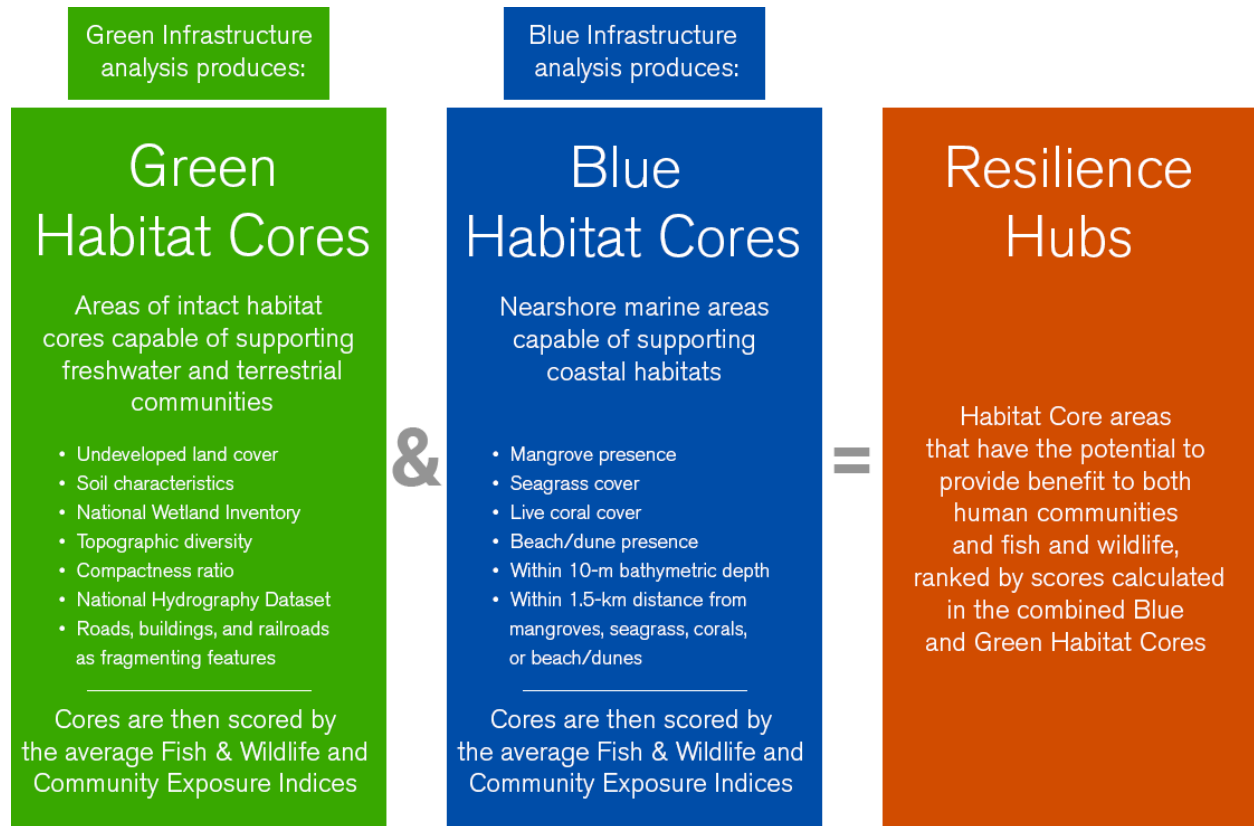 Green Infrastructure
analysis produces:
Green
Habitat Cores
Areas of intact habitat
cores capable of supporting
freshwater and terrestrial
communities
• Undeveloped land cover
• Soil characteristics
• National Wetland Inventory
• Topographic diversity
• Compactness ratio
• National Hydrography Dataset
• Roads, buildings, and railroads
as fragmenting features
Cores are then scored by
the average Fish & Wildlife and
Community Exposure Indices
&
Blue Infrastructure
analysis produces:
Blue
Habitat Cores
Nearshore marine areas
capable of supporting
coastal habitats
• Mangrove presence
• Seagrass cover
• Live coral cover
• Beach/dune presence
• Within 10-m bathymetric depth
• Within 1.5-km distance from
mangroves, seagrass, corals,
or beach/dunes
Cores are then scored by
the average Fish & Wildlife and
Community Exposure Indices
=
Resilience
Hubs
Habitat Core areas
that have the potential to
provide benefit to both
human communities
and fish and wildlife,
ranked by scores calculated
in the combined Blue
and Green Habitat Cores